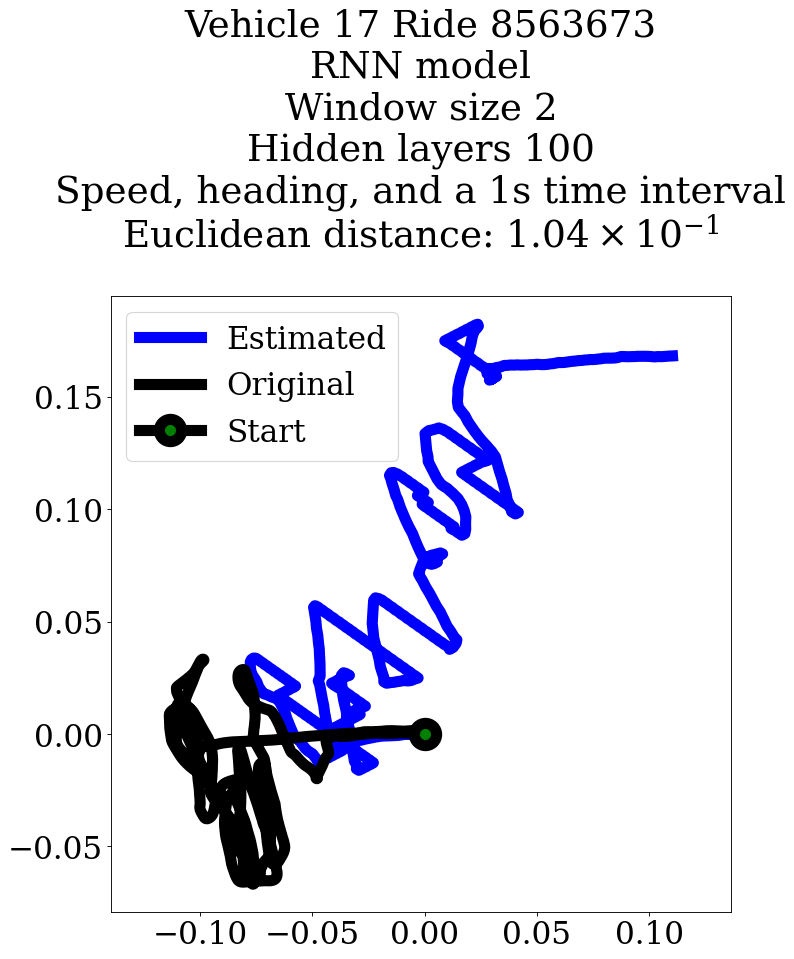 Vehicle 17 Ride 8563673
RNN model
Window size 2
Hidden layers 100
Speed, heading, and a 1s time interval
Euclidean distance: 1.04 × 10⁻¹
Estimated
Original
Start
0.15
0.10
0.05
0.00
−0.05
−0.10 −0.05 0.00 0.05 0.10